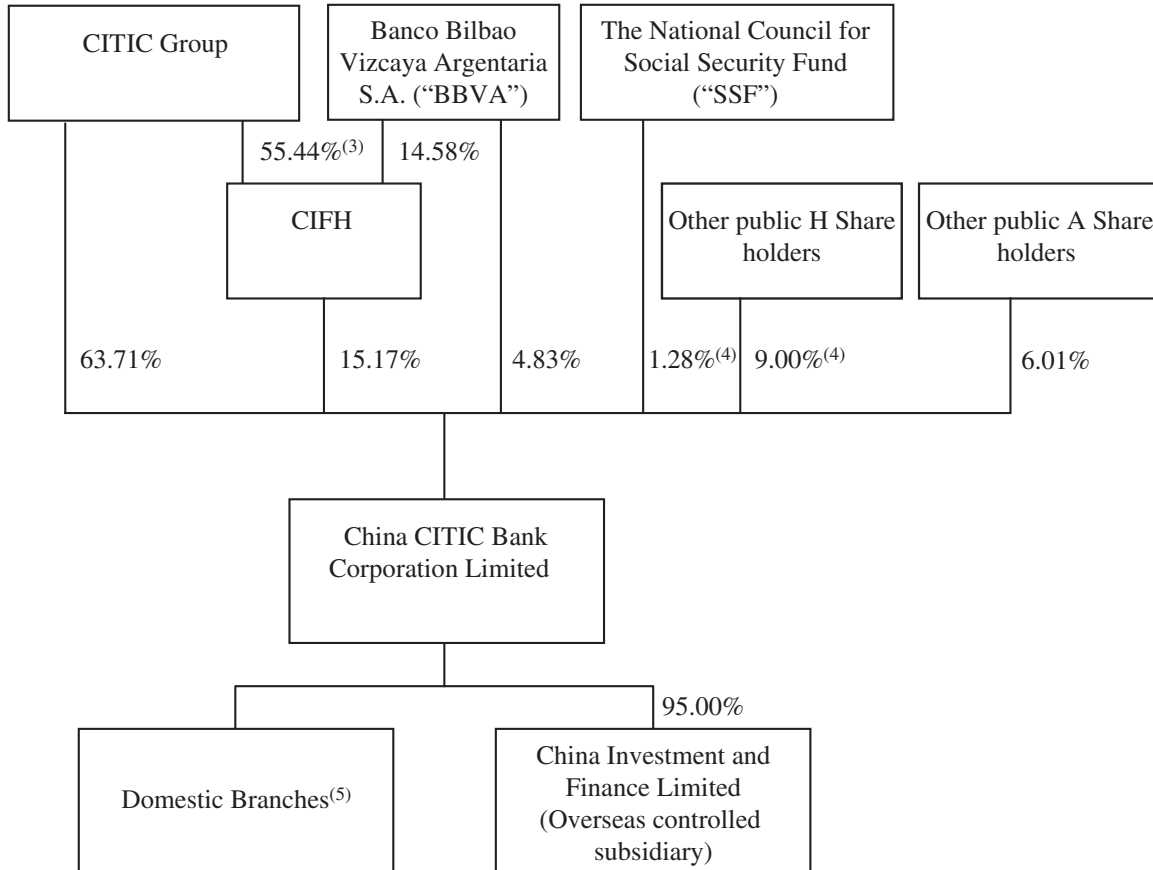 CITIC Group
Banco Bilbao
Vizcaya Argentaria
S.A. (“BBVA”)
The National Council for
Social Security Fund
(“SSF”)
55.44%(3)
14.58%
CIFH
Other public H Share
holders
Other public A Share
holders
63.71%
15.17%
4.83%
1.28%(4)
9.00%(4)
6.01%
China CITIC Bank
Corporation Limited
95.00%
Domestic Branches(5)
China Investment and
Finance Limited
(Overseas controlled
subsidiary)